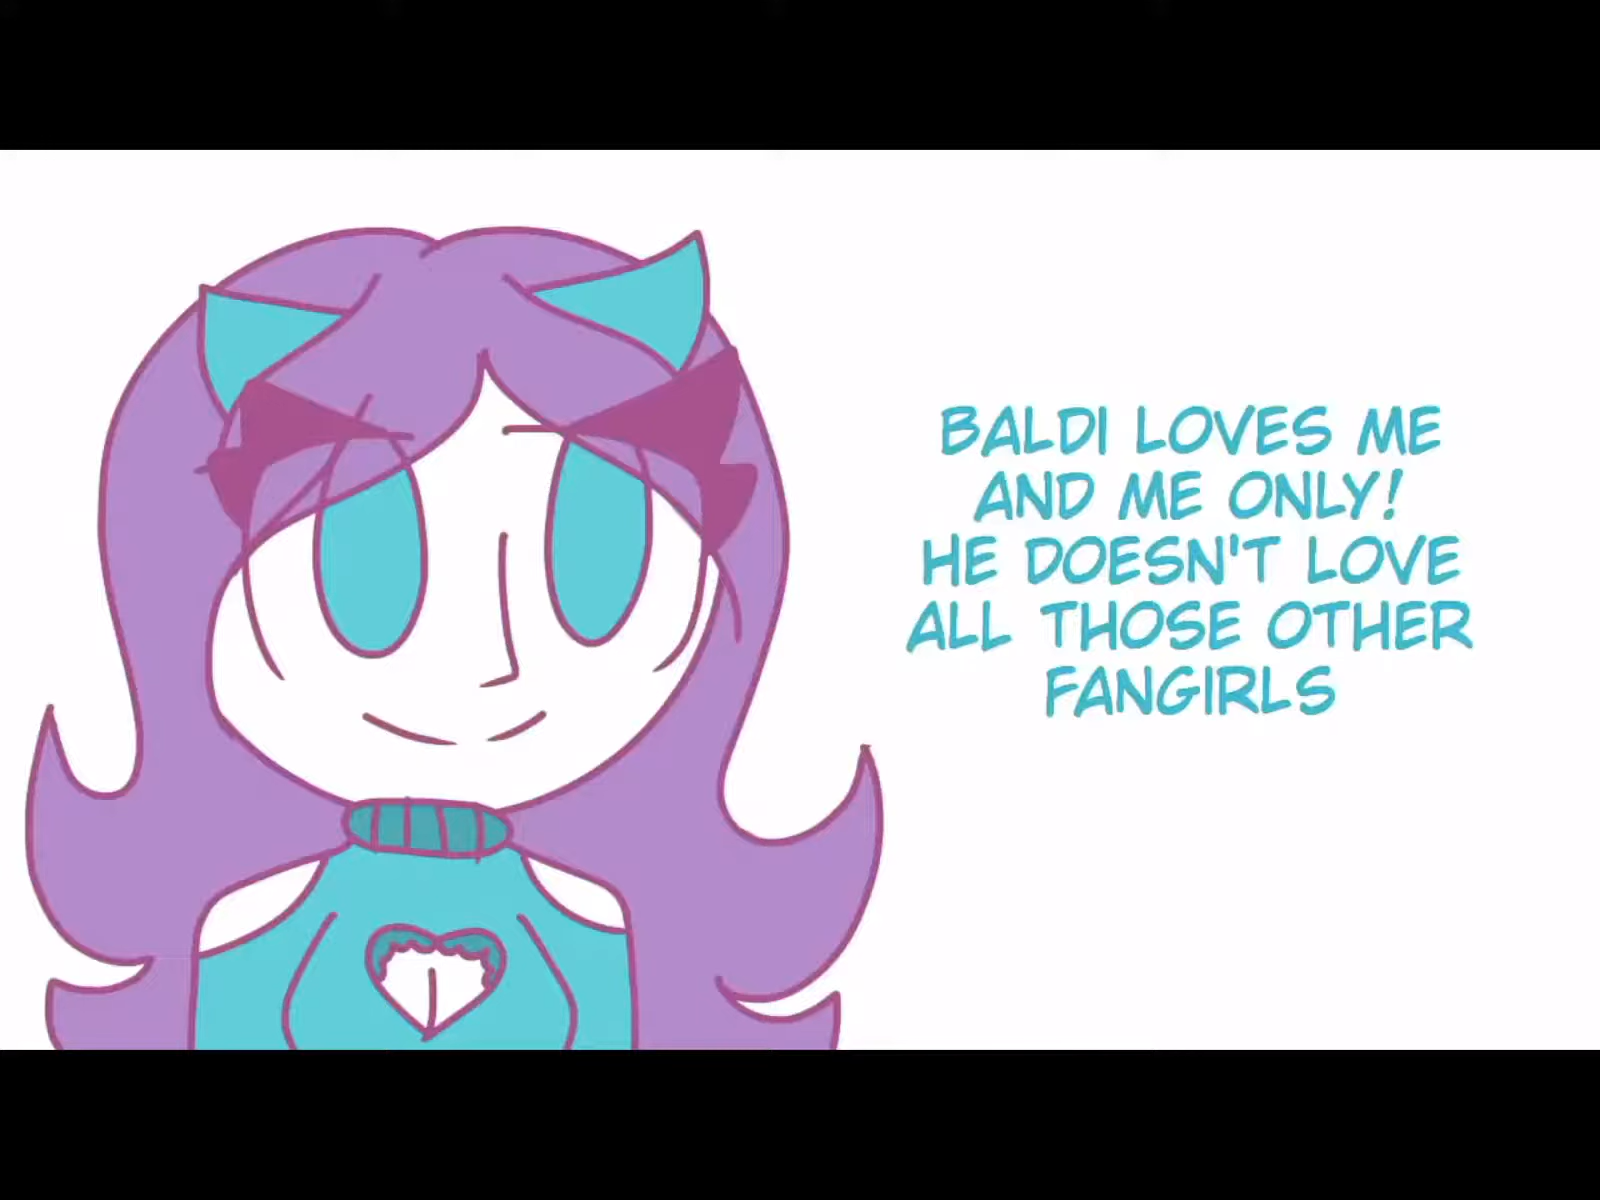 BALDI LOVES ME
AND ME ONLY!
HE DOESN'T LOVE
ALL THOSE OTHER
FANGIRLS